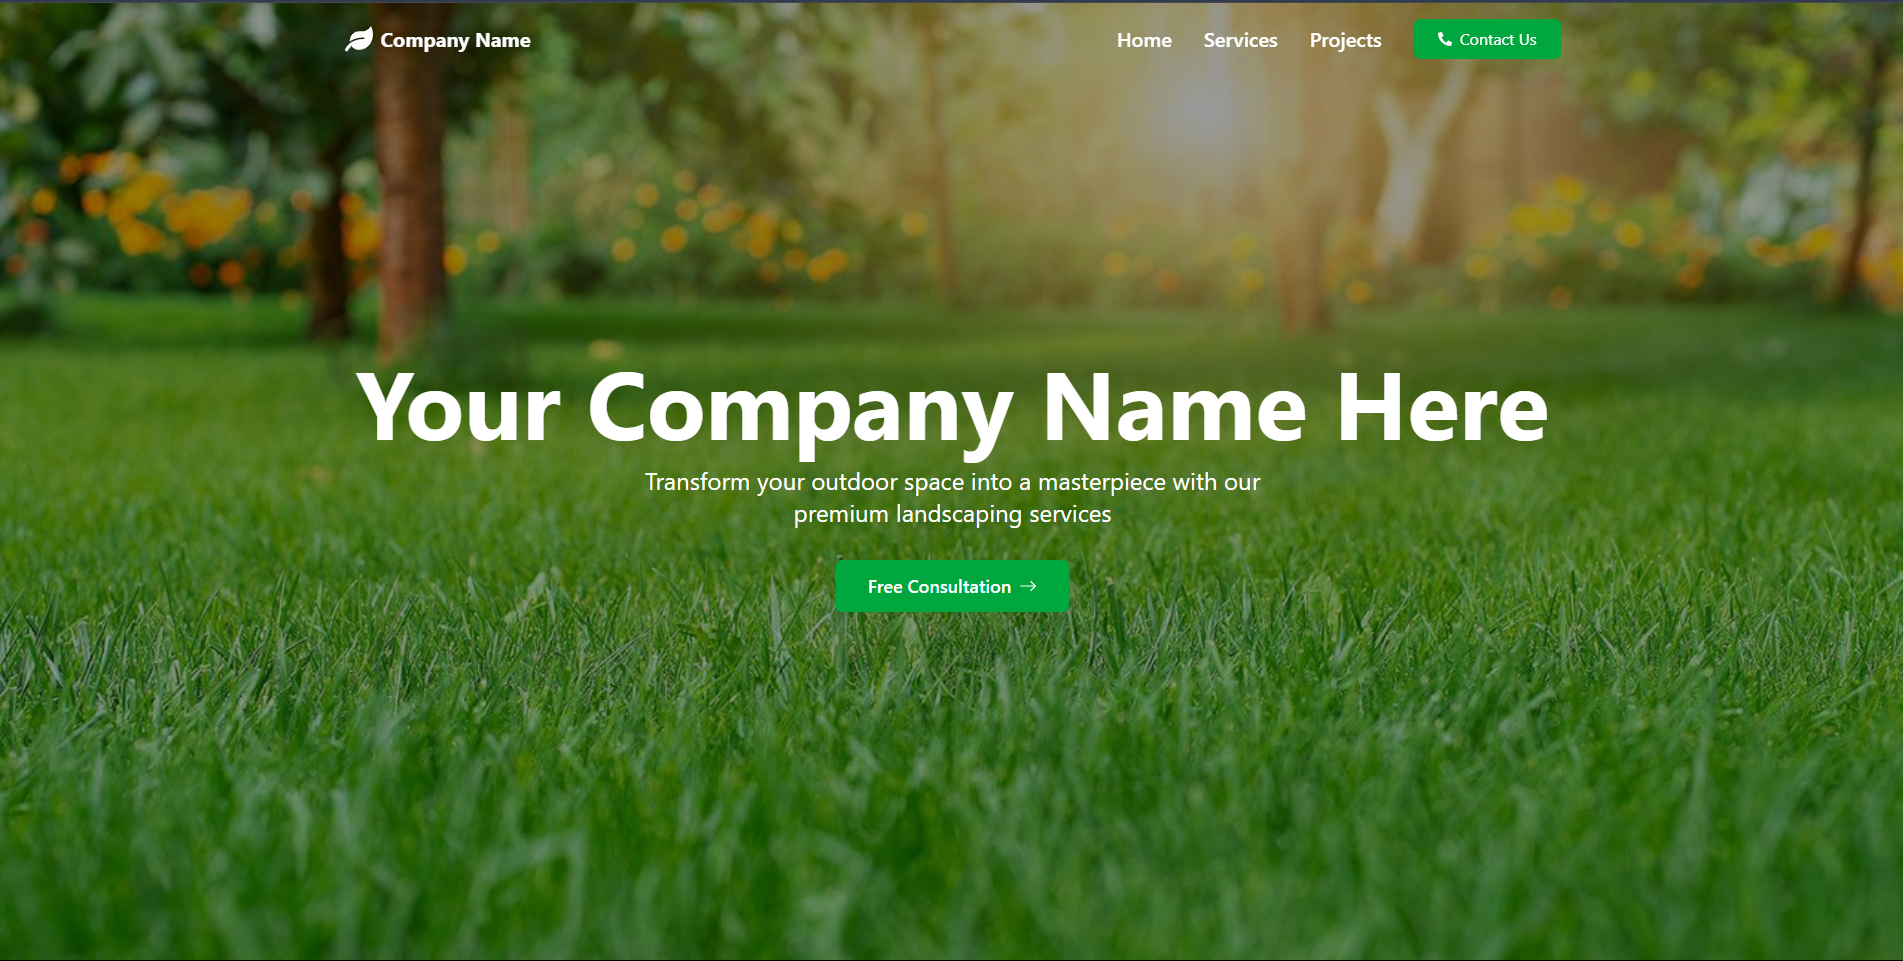 Company Name
Home
Services
Projects
Contact Us
Your Company Name Here
Transform your outdoor space into a masterpiece with our
premium landscaping services
Free Consultation